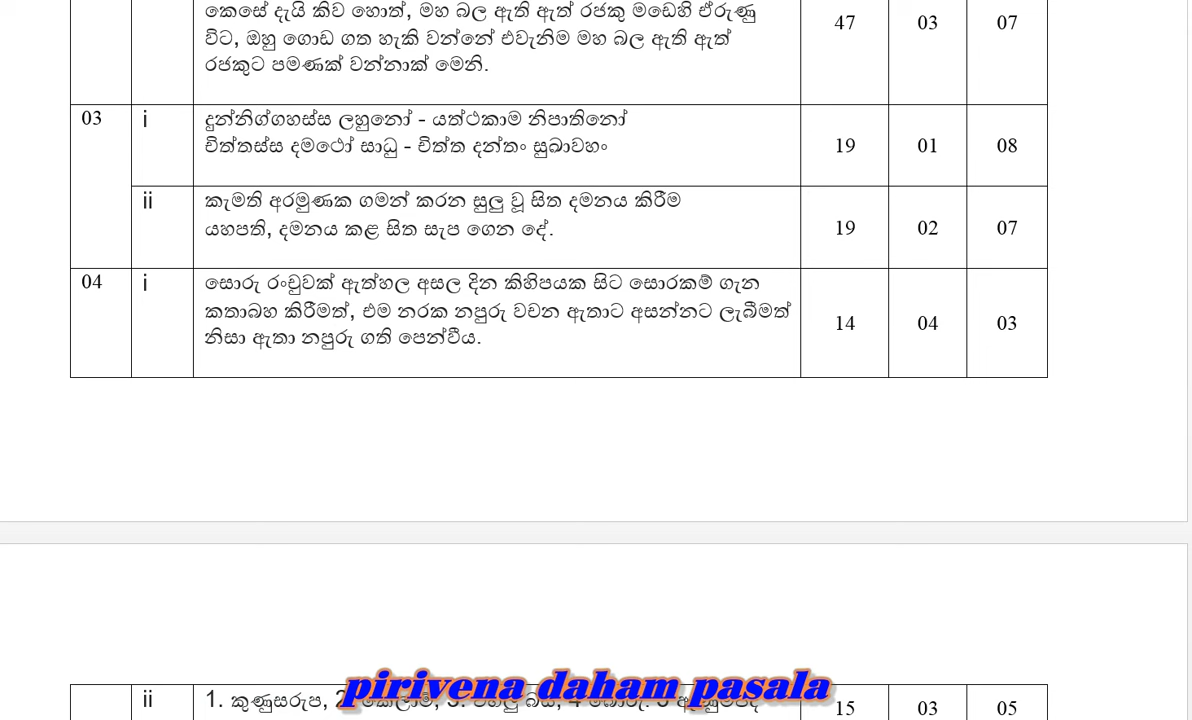 කෙසේ දැයි කිව හොත්, මහ බල ඇති ඇත් රජකු මඩෙහි ඒරුණු
විට, ඔහු ගොඩ ගත හැකි වන්නේත් එවැනිම මහ බල ඇති ඇත්
රජකුට පමණක් වන්නාක් මෙනි.
47 03 07
03 i දුන්නිග්ගහස්ස ලහුනෝ - යත්ථකාම නිපාතිනෝ
චිත්තස්ස දමථෝ සාධු - චිත්ත දන්තං සුඛාවහං
19 01 08
ii කැමති අරමුණක ගමන් කරන සුලු වූ සිත දමනය කිරීම
යහපති, දමනය කළ සිත සැප ගෙන දේ.
19 02 07
04 i සොරු රංචුවක් ඇත්හල අසල දින කිහිපයක සිට සොරකම් ගැන
කතාබහ කිරීමත්, එම නරක නපුරු වචන ඇතාට අසන්නට ලැබීමත්
නිසා ඇතා නපුරු ගති පෙන්වීය.
14 04 03
ii 1. කුණුසරුප, 2
15 03 05
pirivena daham pasala